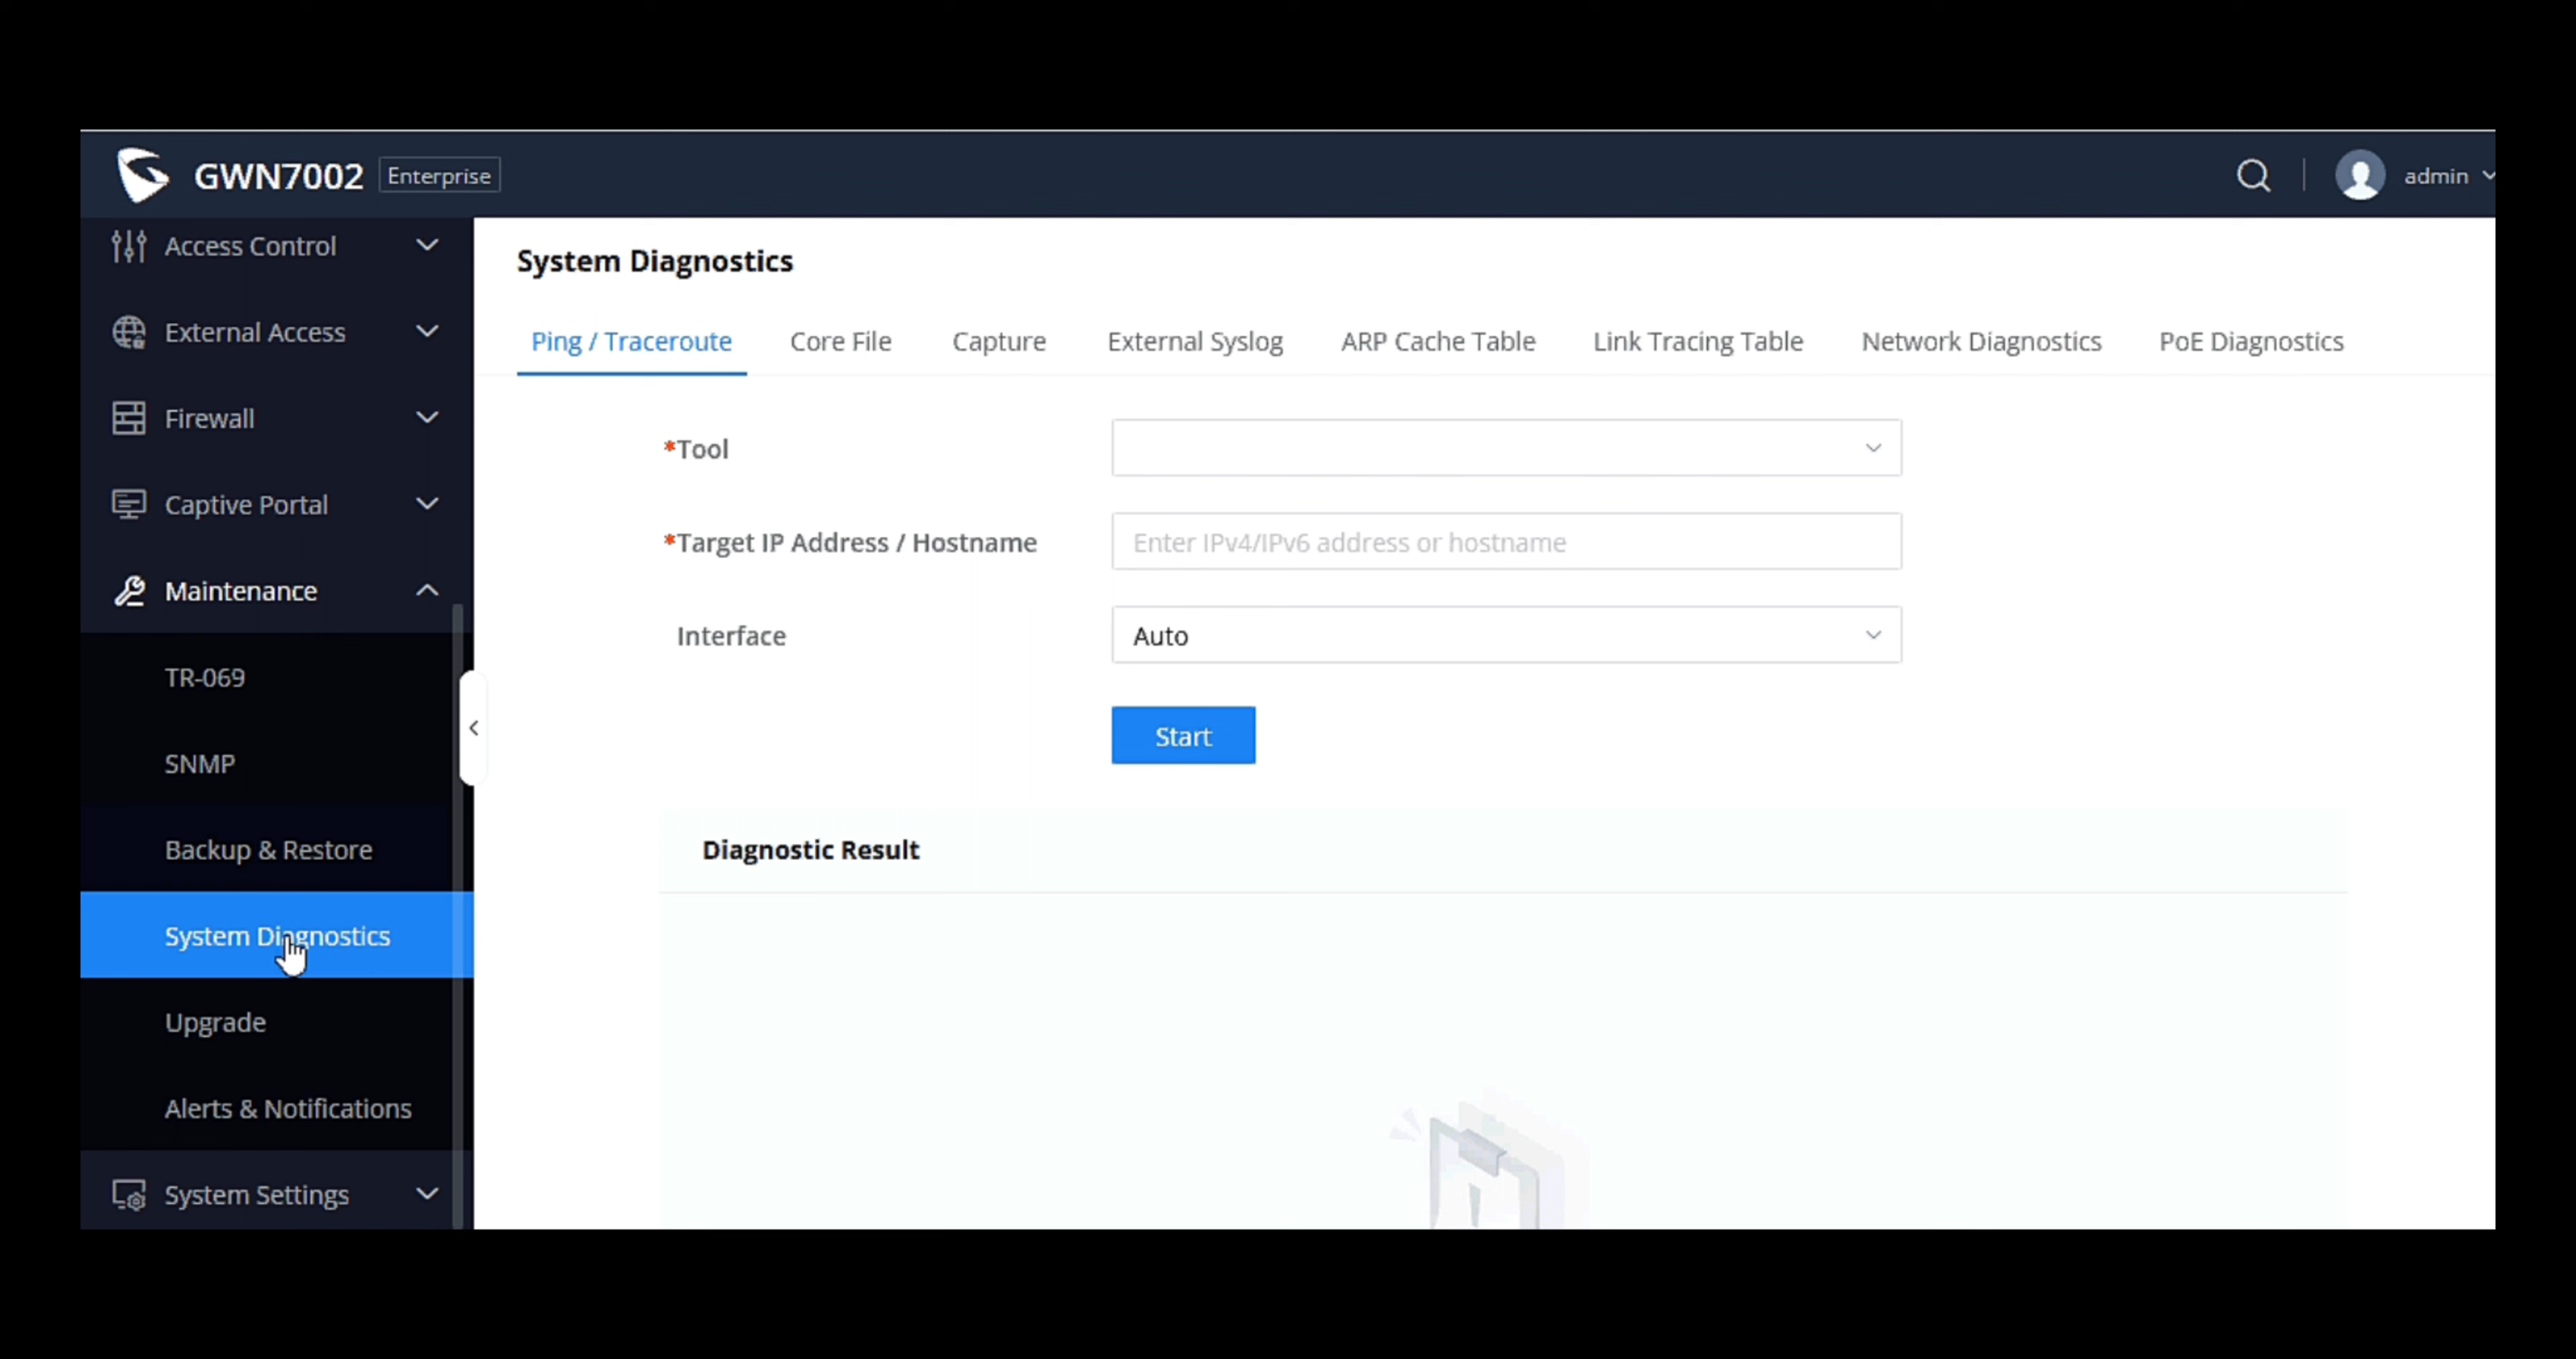 GWN7002 Enterprise
admin
Access Control
External Access
Firewall
Captive Portal
Maintenance
TR-069
SNMP
Backup & Restore
System Diagnostics
Upgrade
Alerts & Notifications
System Settings
System Diagnostics
Ping / Traceroute Core File Capture External Syslog ARP Cache Table Link Tracing Table Network Diagnostics PoE Diagnostics
*Tool
*Target IP Address / Hostname Enter IPv4/IPv6 address or hostname
Interface Auto
Start
Diagnostic Result